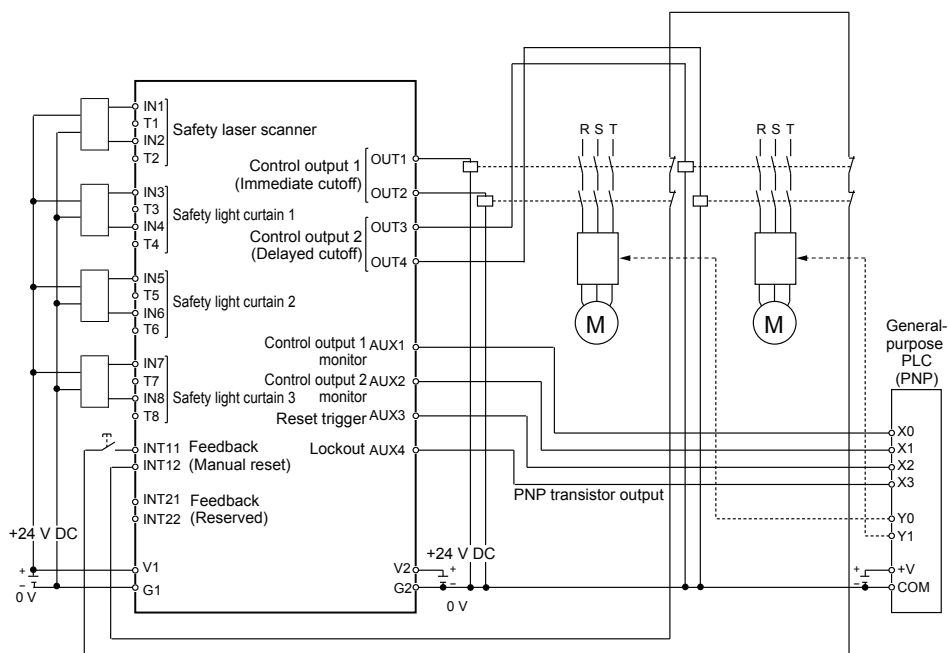 IN1
T1
IN2
T2
Safety laser scanner
IN3
T3
IN4
T4
Safety light curtain 1
IN5
T5
IN6
T6
Safety light curtain 2
IN7
T7
IN8
T8
Safety light curtain 3
INT11
INT12
Feedback
(Manual reset)
INT21
INT22
Feedback
(Reserved)
+24 V DC
+
−
0 V
V1
G1
Control output 1
(Immediate cutoff)
OUT1
OUT2
Control output 2
(Delayed cutoff)
OUT3
OUT4
Control output 1
monitor
AUX1
Control output 2
monitor
AUX2
Reset trigger AUX3
Lockout AUX4
PNP transistor output
V2
G2
+24 V DC
+
−
0 V
R S T
M
R S T
M
General-
purpose
PLC
(PNP)
X0
X1
X2
X3
Y0
Y1
+V
COM
+
−